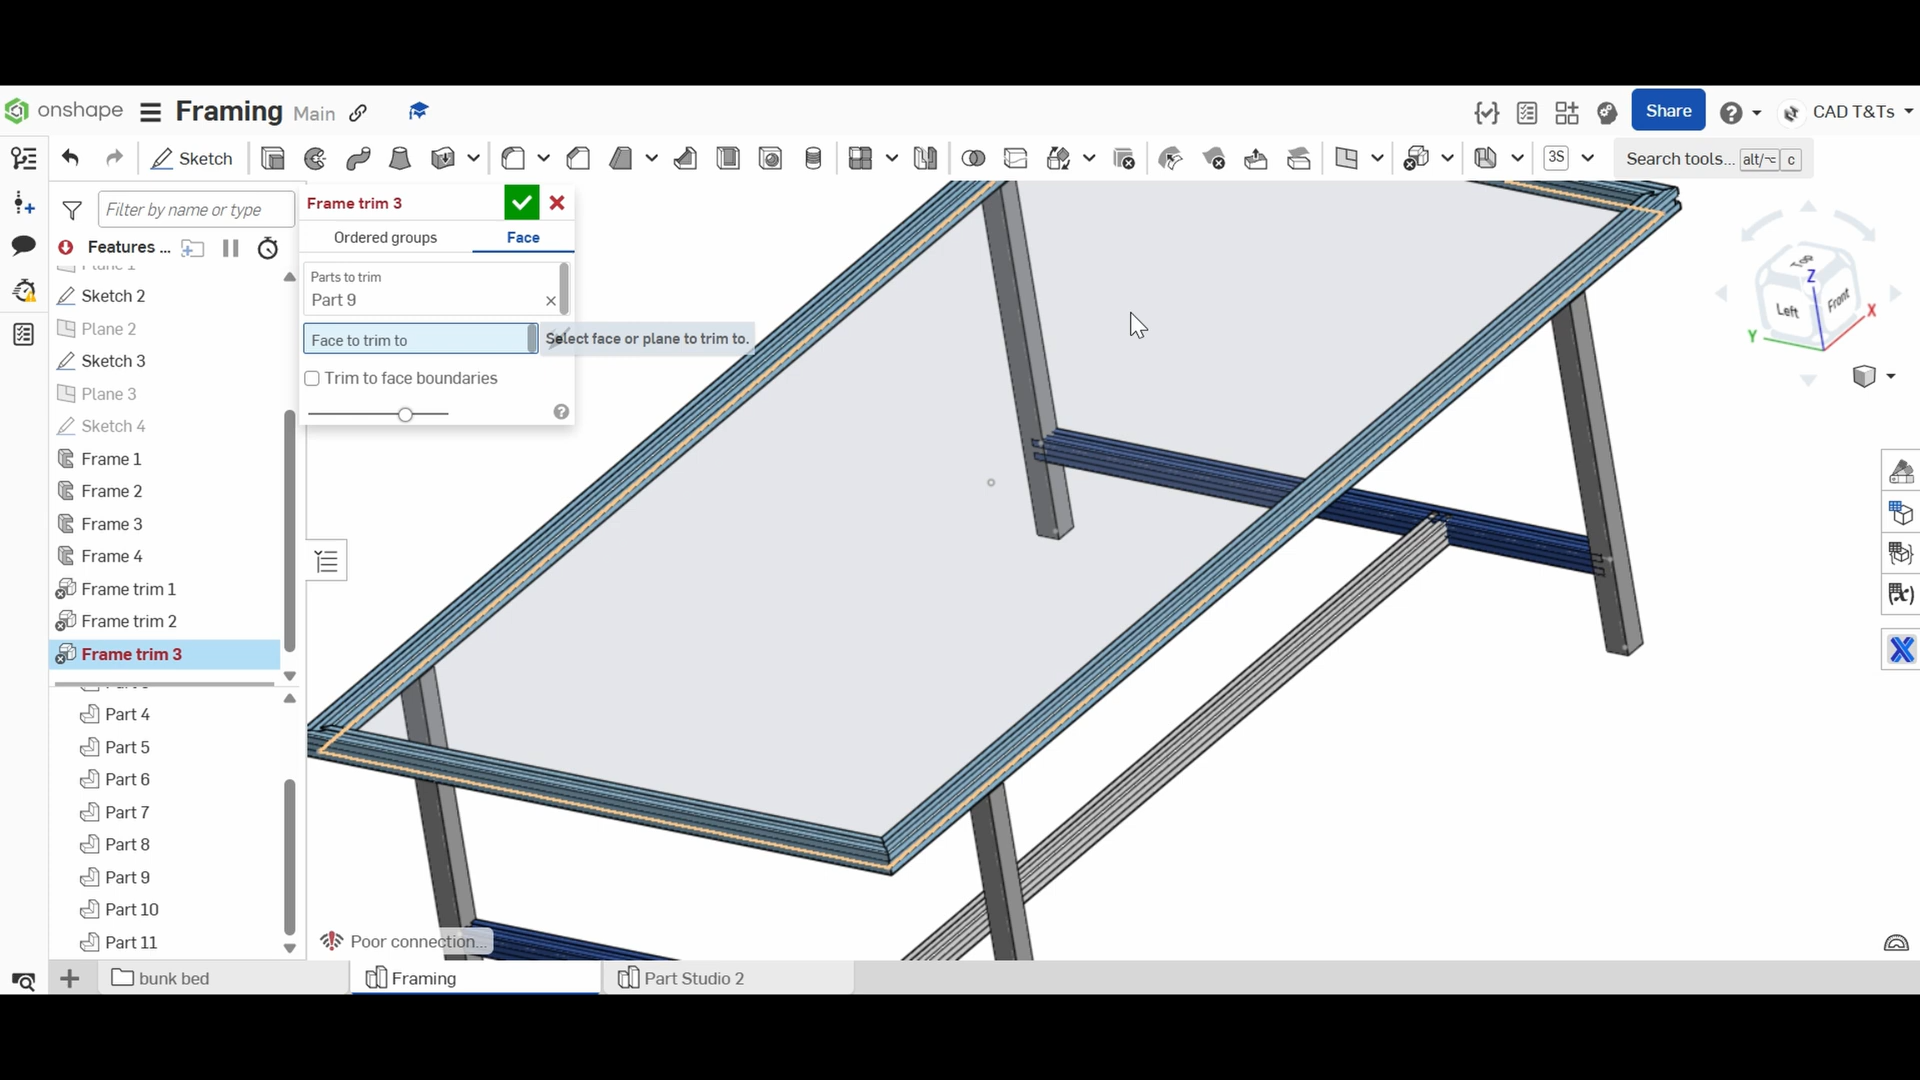 onshape Framing Main Share CAD T&Ts
Sketch 3S Search tools... alt/⌥ c
Filter by name or type
Features ...
Plane 1
Sketch 2
Plane 2
Sketch 3
Plane 3
Sketch 4
Frame 1
Frame 2
Frame 3
Frame 4
Frame trim 1
Frame trim 2
Frame trim 3
Part 4
Part 5
Part 6
Part 7
Part 8
Part 9
Part 10
Part 11
Frame trim 3
Ordered groups Face
Parts to trim
Part 9
Face to trim to
Select face or plane to trim to.
Trim to face boundaries
Top
Left
Front
Z
X
Y
(x)
Poor connection...
bunk bed Framing Part Studio 2